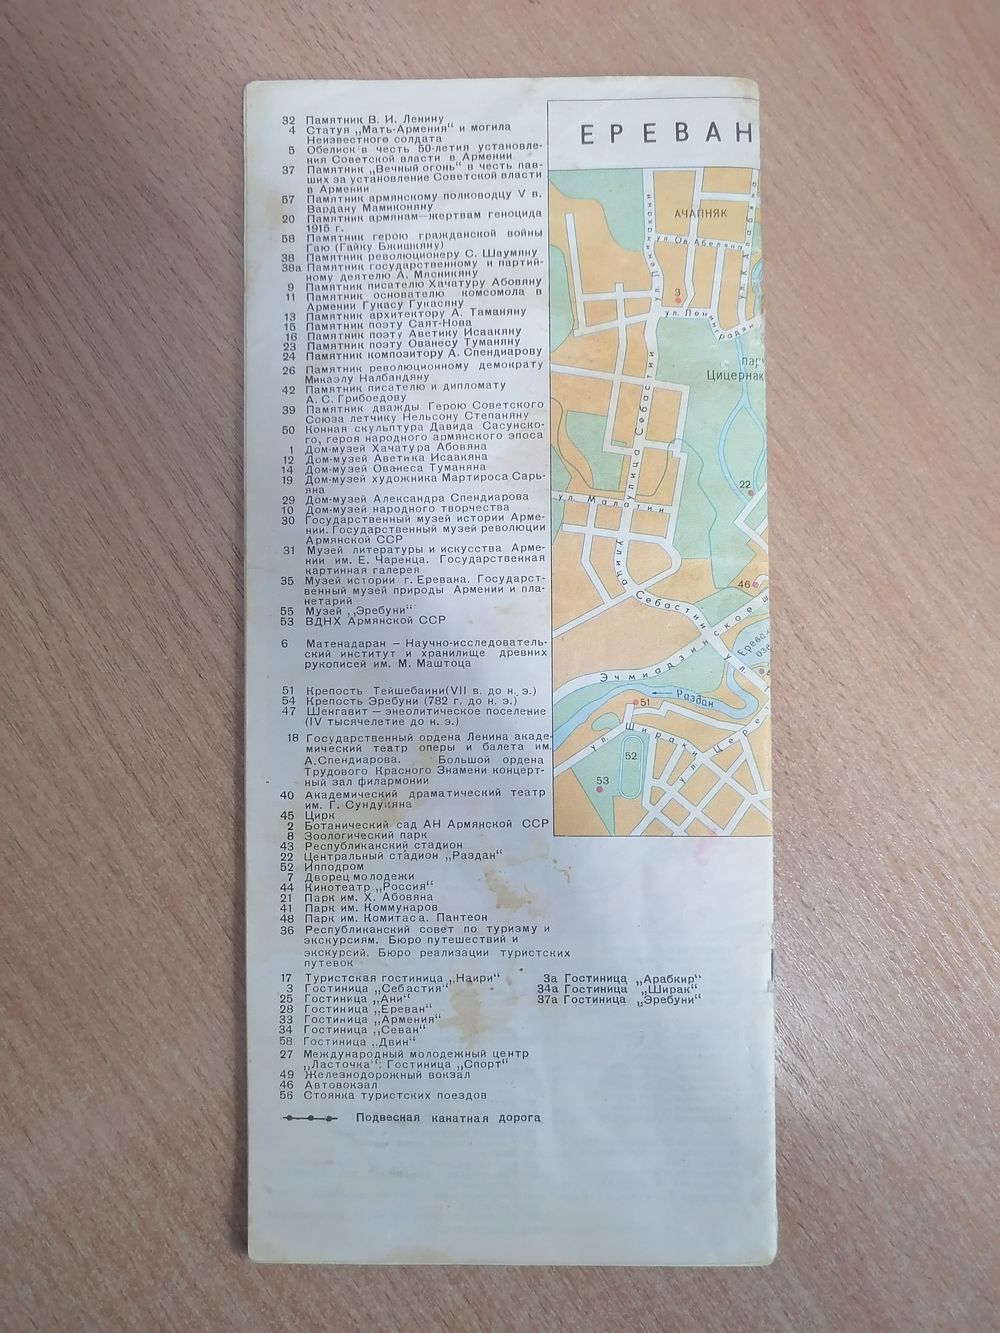 32 Памятник В. И. Ленину
4 Статуя „Мать-Армения“ и могила
Неизвестного солдата
5 Обелиск в честь 50-летия установле-
ния Советской власти в Армении
37 Памятник „Вечный огонь“ в честь пав-
ших за установление Советской власти
в Армении
57 Памятник армянскому полководцу V в.
Вардану Мамиконяну
20 Памятник армянам—жертвам геноцида
1915 г.
58 Памятник герою гражданской войны
Гаю (Гайку Бжишкяну)
38 Памятник революционеру С. Шаумяну
38а Памятник государственному и партий-
ному деятелю А. Мясникяну
9 Памятник писателю Хачатуру Абовяну
11 Памятник основателю комсомола в
Армении Гукасу Гукасяну
13 Памятник архитектору А. Таманяну
15 Памятник поэту Саят-Нова
16 Памятник поэту Аветику Исаакяну
23 Памятник поэту Ованесу Туманяну
24 Памятник композитору А. Спендиарову
26 Памятник революционному демократу
Микаэлу Налбандяну
42 Памятник писателю и дипломату
А. С. Грибоедову
39 Памятник дважды Герою Советского
Союза летчику Нельсону Степаняну
50 Конная скульптура Давида Сасунско-
го, героя народного армянского эпоса
1 Дом-музей Хачатура Абовяна
12 Дом-музей Аветика Исаакяна
14 Дом-музей Ованеса Туманяна
19 Дом-музей художника Мартироса Сарь-
яна
29 Дом-музей Александра Спендиарова
10 Дом-музей народного творчества
30 Государственный музей истории Арме-
нии. Государственный музей революции
Армянской ССР
31 Музей литературы и искусства Арме-
нии им. Е. Чаренца. Государственная
картинная галерея
35 Музей истории г. Еревана. Государст-
венный музей природы Армении и пла-
нетарий
55 Музей „Эребуни“
53 ВДНХ Армянской ССР
6 Матенадаран – Научно-исследователь-
ский институт и хранилище древних
рукописей им. М. Маштоца
51 Крепость Тейшебаини(VII в. до н. э.)
54 Крепость Эребуни (782 г. до н. э.)
47 Шенгавит – энеолитическое поселение
(IV тысячелетие до н. э.)
18 Государственный ордена Ленина акаде-
мический театр оперы и балета им.
А.Спендиарова. Большой ордена
Трудового Красного Знамени концерт-
ный зал филармонии
40 Академический драматический театр
им. Г. Сундукяна
45 Цирк
2 Ботанический сад АН Армянской ССР
8 Зоологический парк
43 Республиканский стадион
22 Центральный стадион „Раздан“
52 Ипподром
7 Дворец молодежи
44 Кинотеатр „Россия“
21 Парк им. Х. Абовяна
41 Парк им. Коммунаров
48 Парк им. Комитаса. Пантеон
36 Республиканский совет по туризму и
экскурсиям. Бюро путешествий и
экскурсий. Бюро реализации туристских
путевок
17 Туристская гостиница „Наири“
3 Гостиница „Себастия“
25 Гостиница „Ани“
28 Гостиница „Ереван“
33 Гостиница „Армения“
34 Гостиница „Севан“
58 Гостиница „Двин“
27 Международный молодежный центр
„Ласточка“. Гостиница „Спорт“
49 Железнодорожный вокзал
46 Автовокзал
56 Стоянка туристских поездов
Подвесная канатная дорога
3а Гостиница „Арабкир“
34а Гостиница „Ширак“
37а Гостиница „Эребуни“
ЕРЕВАН
АЧАПНЯК
ул. Ленинакони
ул. Ов. Абеляна
3
ул. Ленинградян
Цицернак
улица Себастии
22
ул. Малатии
46
улица Себастии
Эчмиадзинское ш
Ерева
оз
Раздан
51
ул. Шираки
ул. Церет
52
53